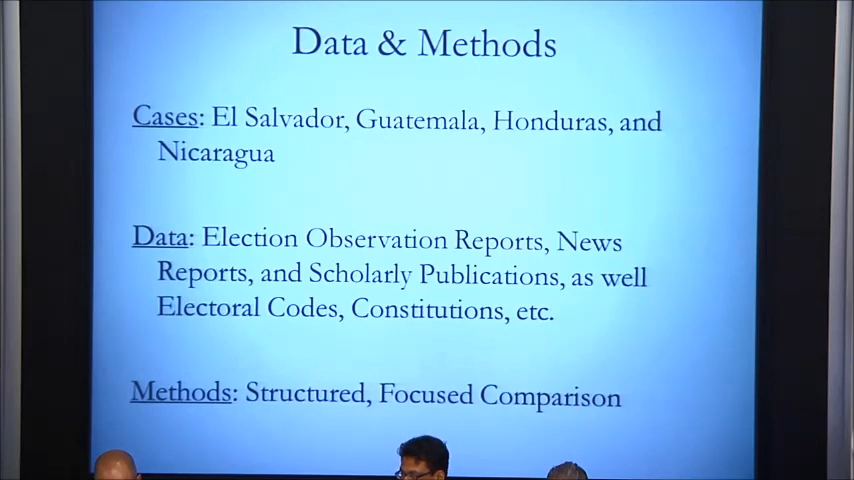 Data & Methods
Cases: El Salvador, Guatemala, Honduras, and
Nicaragua
Data: Election Observation Reports, News
Reports, and Scholarly Publications, as well
Electoral Codes, Constitutions, etc.
Methods: Structured, Focused Comparison